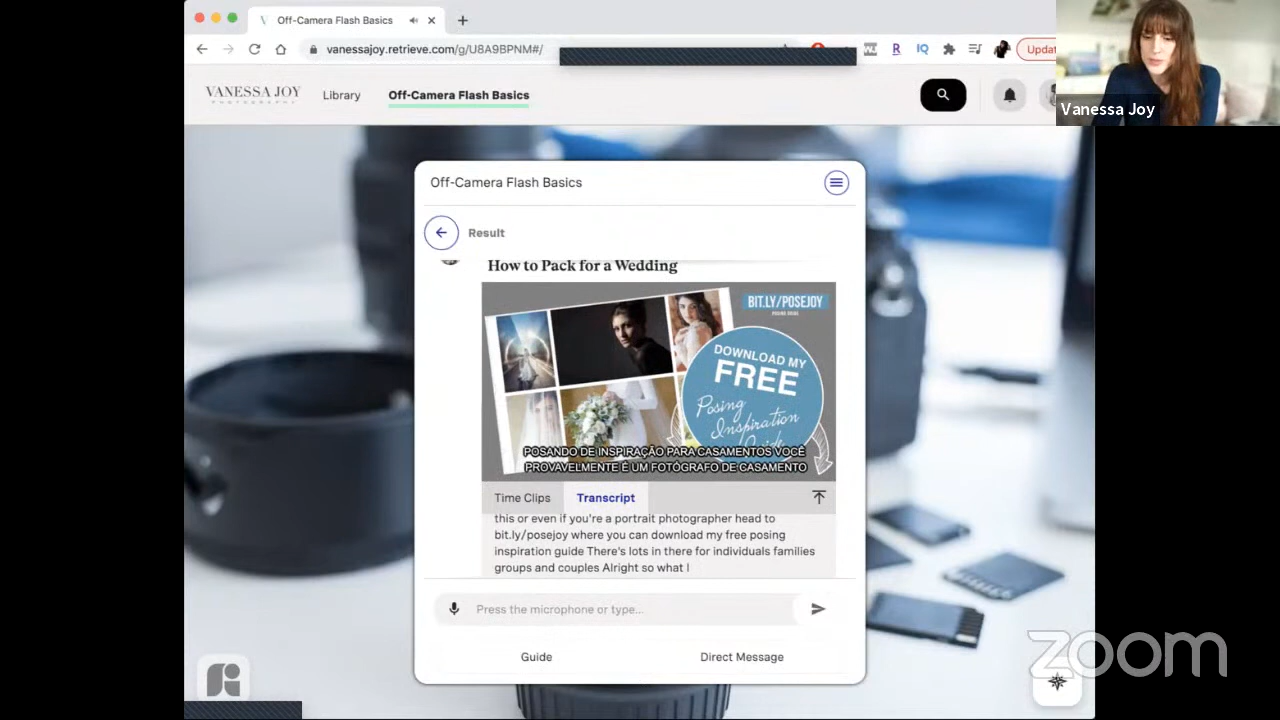 Off-Camera Flash Basics
vanessajoy.retrieve.com/g/U8A9BPNM#/
IQ
R
Vanessa Joy
VANESSA JOY
PHOTOGRAPHY
Library
Off-Camera Flash Basics
Off-Camera Flash Basics
Result
How to Pack for a Wedding
BIT.LY/POSEJOY
POSING GUIDE
DOWNLOAD MY
FREE
Posing
Inspiration
Guide
POSANDO DE INSPIRAÇÃO PARA CASAMENTOS VOCÊ
PROVAVELMENTE É UM FOTÓGRAFO DE CASAMENTO
Time Clips
Transcript
this or even if you're a portrait photographer head to
bit.ly/posejoy where you can download my free posing
inspiration guide There's lots in there for individuals families
groups and couples Alright so what I
Press the microphone or type...
Guide
Direct Message
zoom